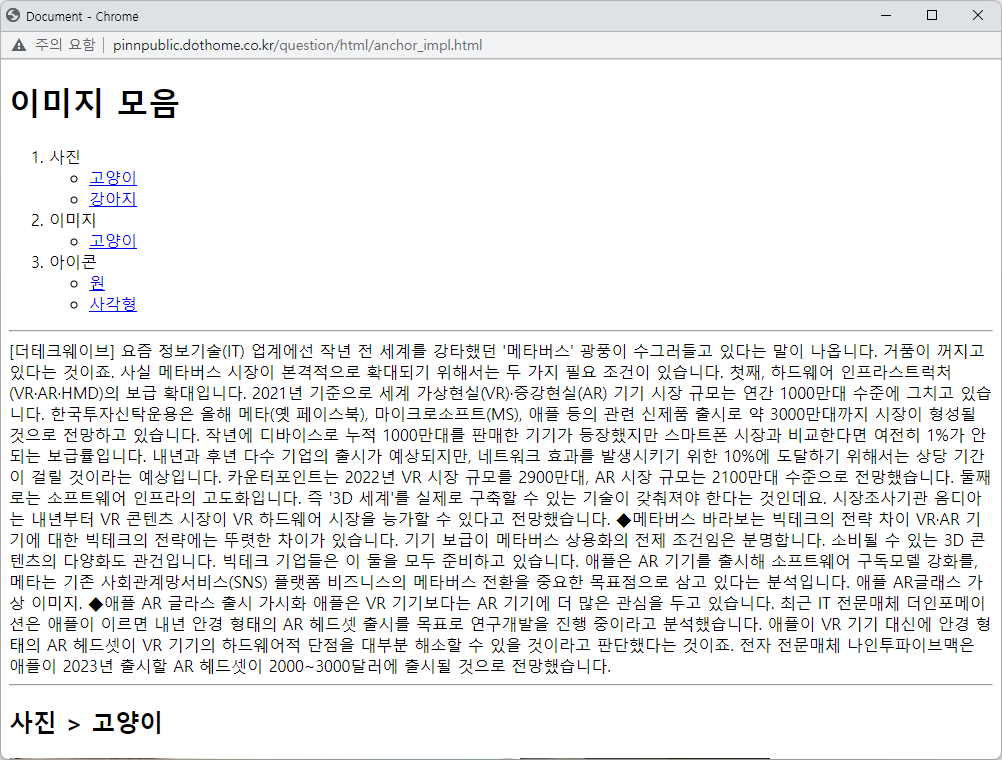 Document - Chrome
주의 요함 | pinnpublic.dothome.co.kr/question/html/anchor_impl.html
이미지 모음
1. 사진
고양이
강아지
2. 이미지
고양이
3. 아이콘
원
사각형
[더테크웨이브] 요즘 정보기술(IT) 업계에선 작년 전 세계를 강타했던 '메타버스' 광풍이 수그러들고 있다는 말이 나옵니다. 거품이 꺼지고
있다는 것이죠. 사실 메타버스 시장이 본격적으로 확대되기 위해서는 두 가지 필요 조건이 있습니다. 첫째, 하드웨어 인프라스트럭처
(VR·AR·HMD)의 보급 확대입니다. 2021년 기준으로 세계 가상현실(VR)·증강현실(AR) 기기 시장 규모는 연간 1000만대 수준에 그치고 있습
니다. 한국투자신탁운용은 올해 메타(옛 페이스북), 마이크로소프트(MS), 애플 등의 관련 신제품 출시로 약 3000만대까지 시장이 형성될
것으로 전망하고 있습니다. 작년에 디바이스로 누적 1000만대를 판매한 기기가 등장했지만 스마트폰 시장과 비교한다면 여전히 1%가 안
되는 보급률입니다. 내년과 후년 다수 기업의 출시가 예상되지만, 네트워크 효과를 발생시키기 위한 10%에 도달하기 위해서는 상당 기간
이 걸릴 것이라는 예상입니다. 카운터포인트는 2022년 VR 시장 규모를 2900만대, AR 시장 규모는 2100만대 수준으로 전망했습니다. 둘째
로는 소프트웨어 인프라의 고도화입니다. 즉 '3D 세계'를 실제로 구축할 수 있는 기술이 갖춰져야 한다는 것인데요. 시장조사기관 옴디아
는 내년부터 VR 콘텐츠 시장이 VR 하드웨어 시장을 능가할 수 있다고 전망했습니다. ◆메타버스 바라보는 빅테크의 전략 차이 VR·AR 기
기에 대한 빅테크의 전략에는 뚜렷한 차이가 있습니다. 기기 보급이 메타버스 상용화의 전제 조건임은 분명합니다. 소비될 수 있는 3D 콘
텐츠의 다양화도 관건입니다. 빅테크 기업들은 이 둘을 모두 준비하고 있습니다. 애플은 AR 기기를 출시해 소프트웨어 구독모델 강화를,
메타는 기존 사회관계망서비스(SNS) 플랫폼 비즈니스의 메타버스 전환을 중요한 목표점으로 삼고 있다는 분석입니다. 애플 AR글래스 가
상 이미지. ◆애플 AR 글라스 출시 가시화 애플은 VR 기기보다는 AR 기기에 더 많은 관심을 두고 있습니다. 최근 IT 전문매체 더인포메이
션은 애플이 이르면 내년 안경 형태의 AR 헤드셋 출시를 목표로 연구개발을 진행 중이라고 분석했습니다. 애플이 VR 기기 대신에 안경 형
태의 AR 헤드셋이 VR 기기의 하드웨어적 단점을 대부분 해소할 수 있을 것이라고 판단했다는 것이죠. 전자 전문매체 나인투파이브맥은
애플이 2023년 출시할 AR 헤드셋이 2000~3000달러에 출시될 것으로 전망했습니다.
사진 > 고양이